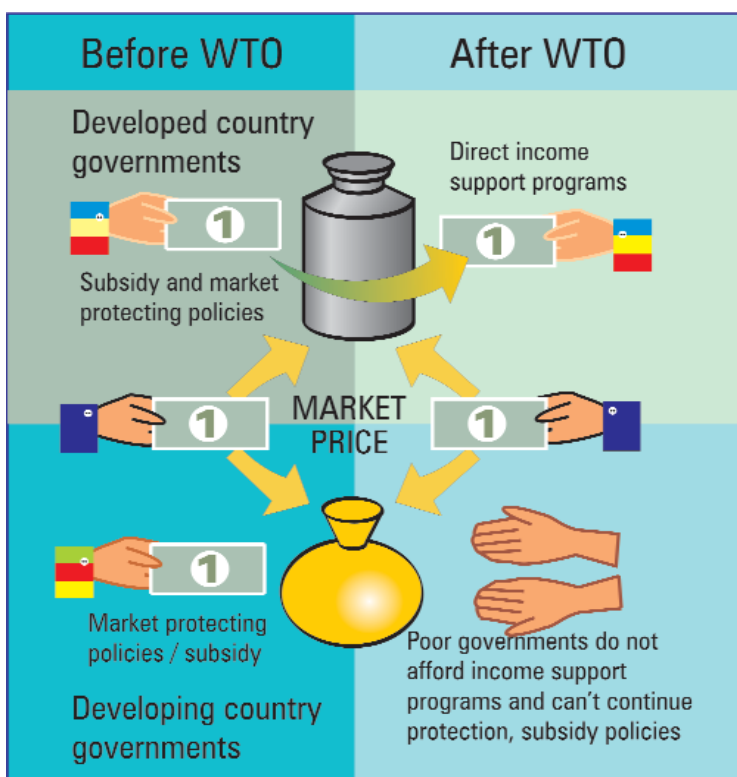 Before WTO
After WTO
Developed country
governments
Direct income
support programs
1
1
Subsidy and market
protecting policies
1
MARKET
PRICE
1
1
Market protecting
policies / subsidy
Poor governments do not
afford income support
programs and can't continue
protection, subsidy policies
Developing country
governments